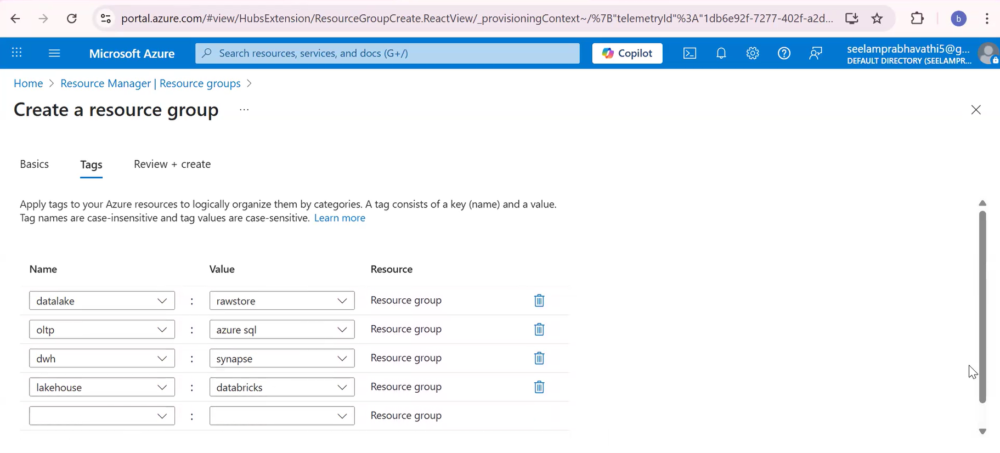 portal.azure.com/#view/HubsExtension/ResourceGroupCreate.ReactView/_provisioningContext~/%7B"telemetryId"%3A"1db6e92f-7277-402f-a2d...
b
Microsoft Azure
Search resources, services, and docs (G+/)
Copilot
seelamprabhavathi5@g...
DEFAULT DIRECTORY (SEELAMPR...
Home > Resource Manager | Resource groups >
Create a resource group ...
Basics Tags Review + create
Apply tags to your Azure resources to logically organize them by categories. A tag consists of a key (name) and a value.
Tag names are case-insensitive and tag values are case-sensitive. Learn more
Name Value Resource
datalake : rawstore Resource group
oltp : azure sql Resource group
dwh : synapse Resource group
lakehouse : databricks Resource group
: Resource group